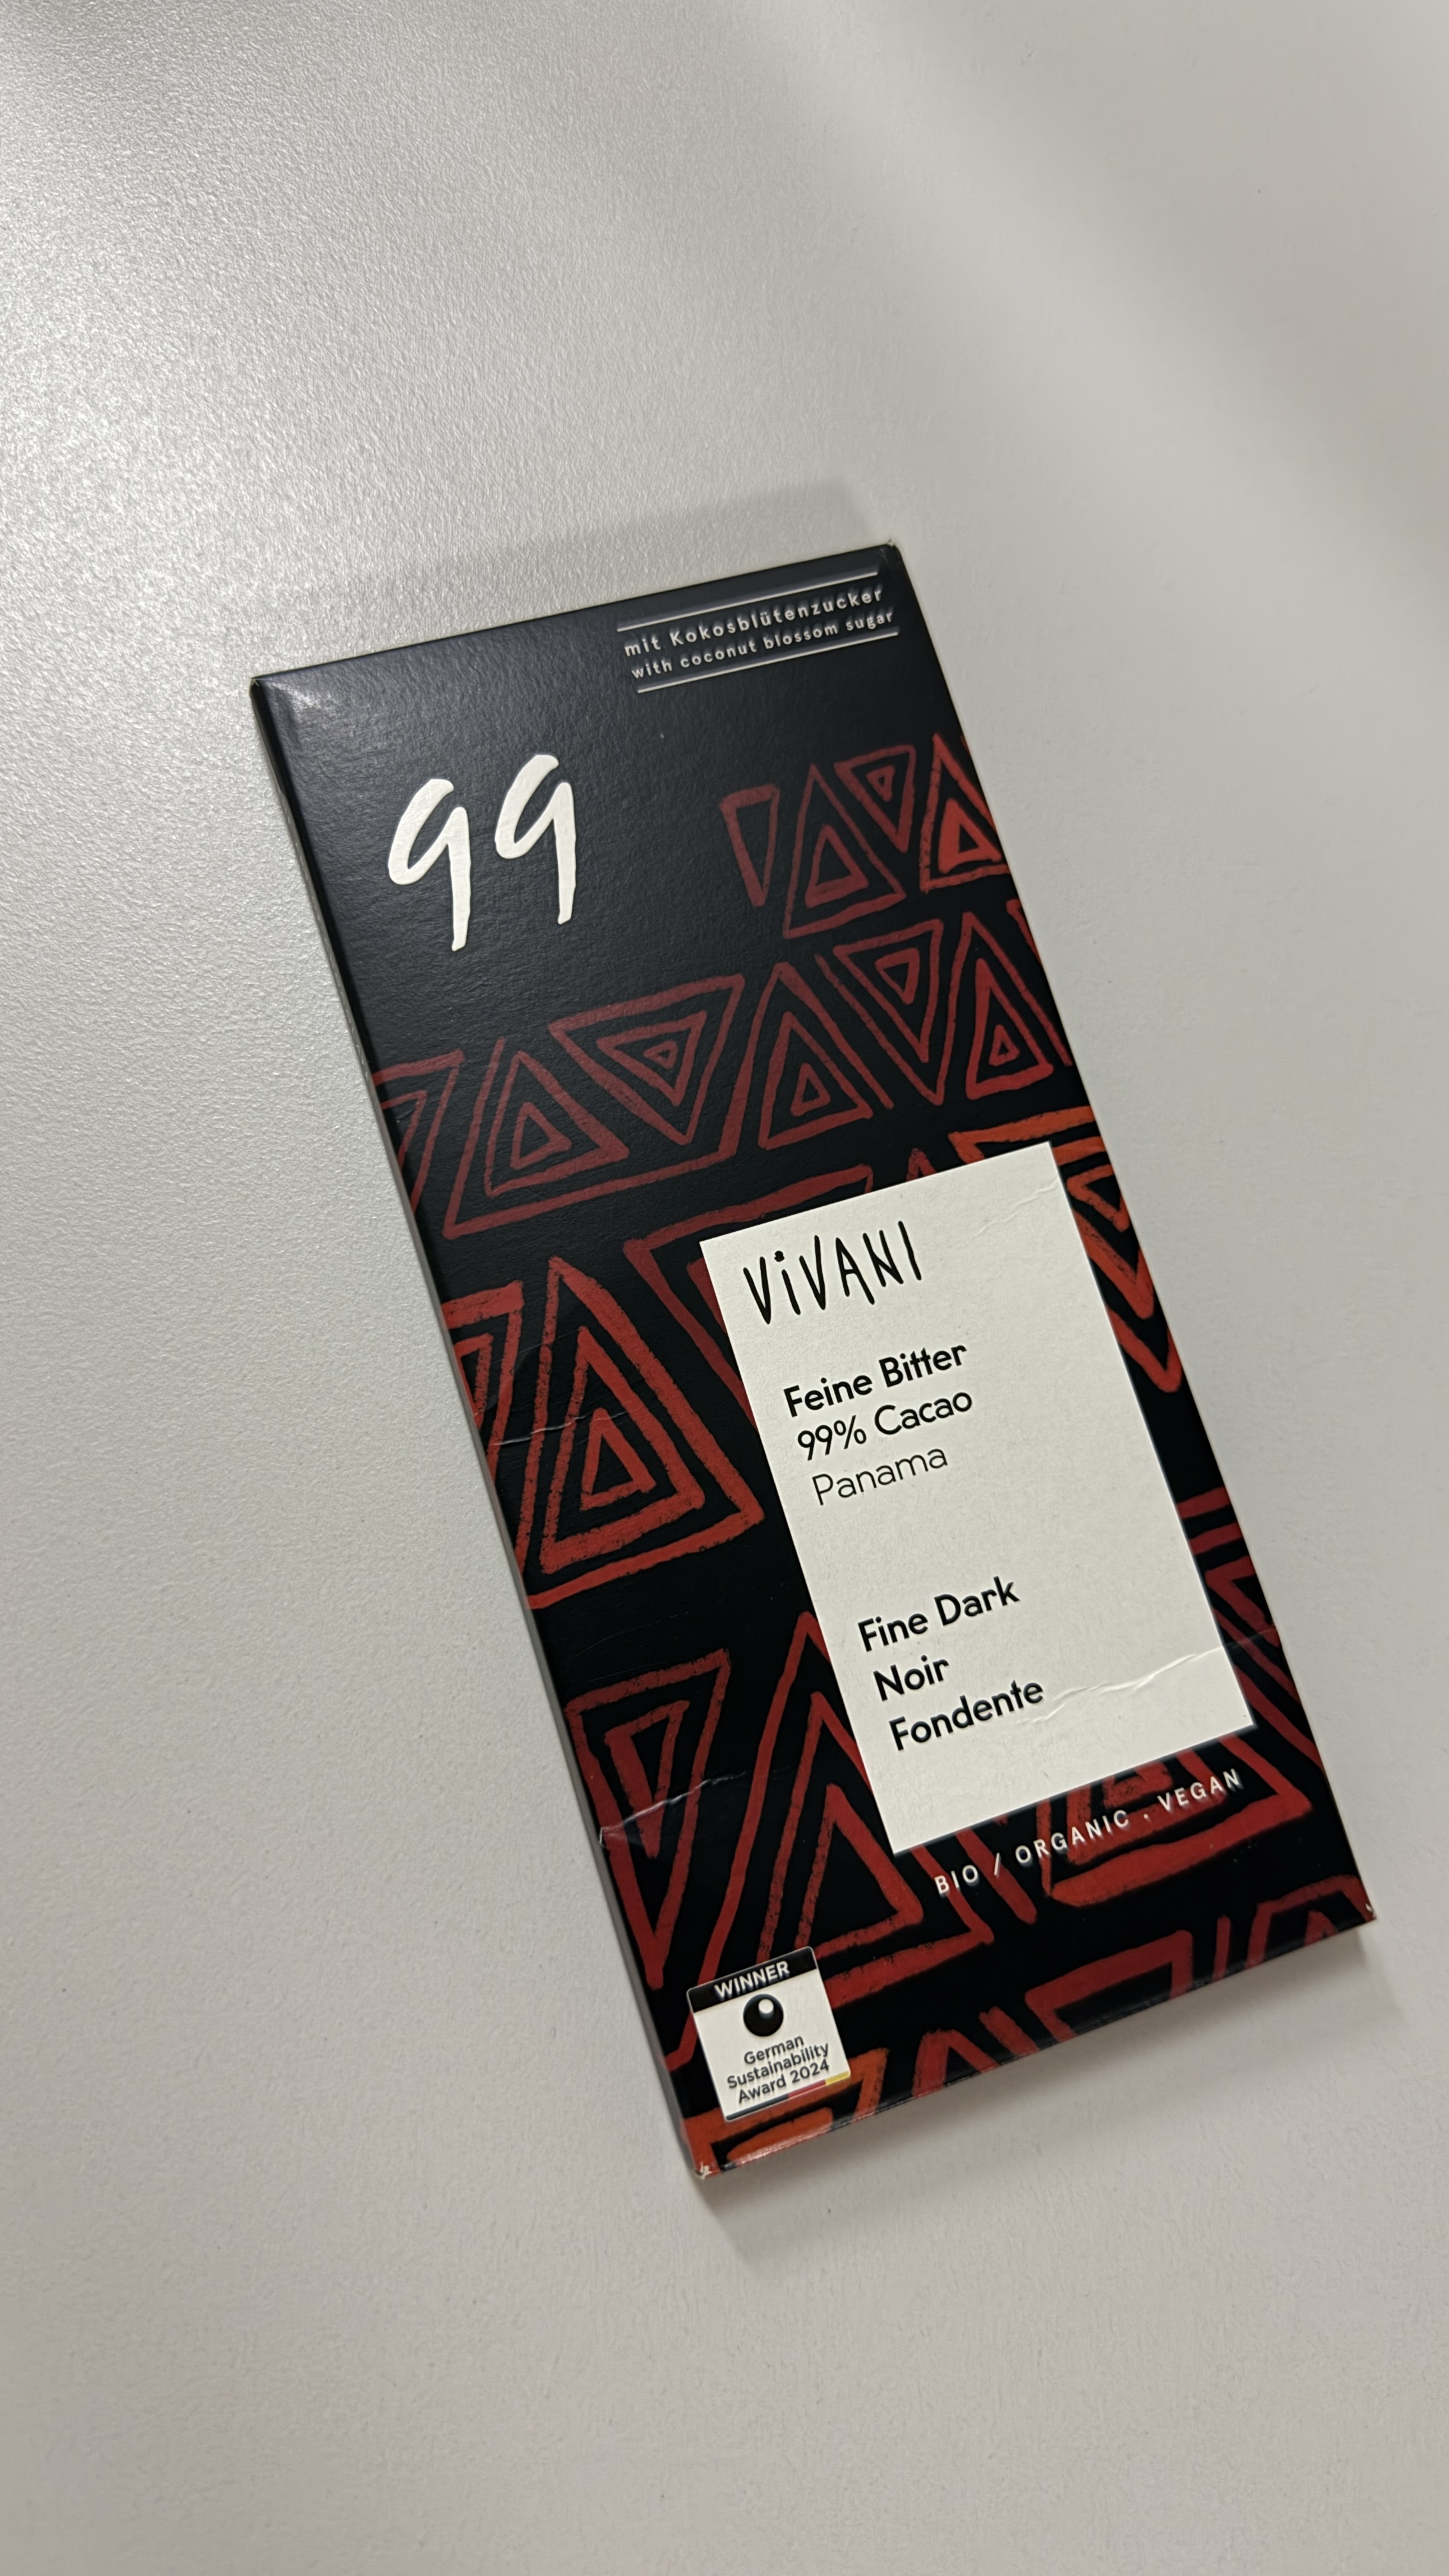 mit Kokosblütenzucker
with coconut blossom sugar
99
ViVANI
Feine Bitter
99% Cacao
Panama
Fine Dark
Noir
Fondente
BIO / ORGANIC . VEGAN
WINNER
German
Sustainability
Award 2024